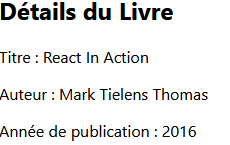 Détails du Livre
Titre : React In Action
Auteur : Mark Tielens Thomas
Année de publication : 2016